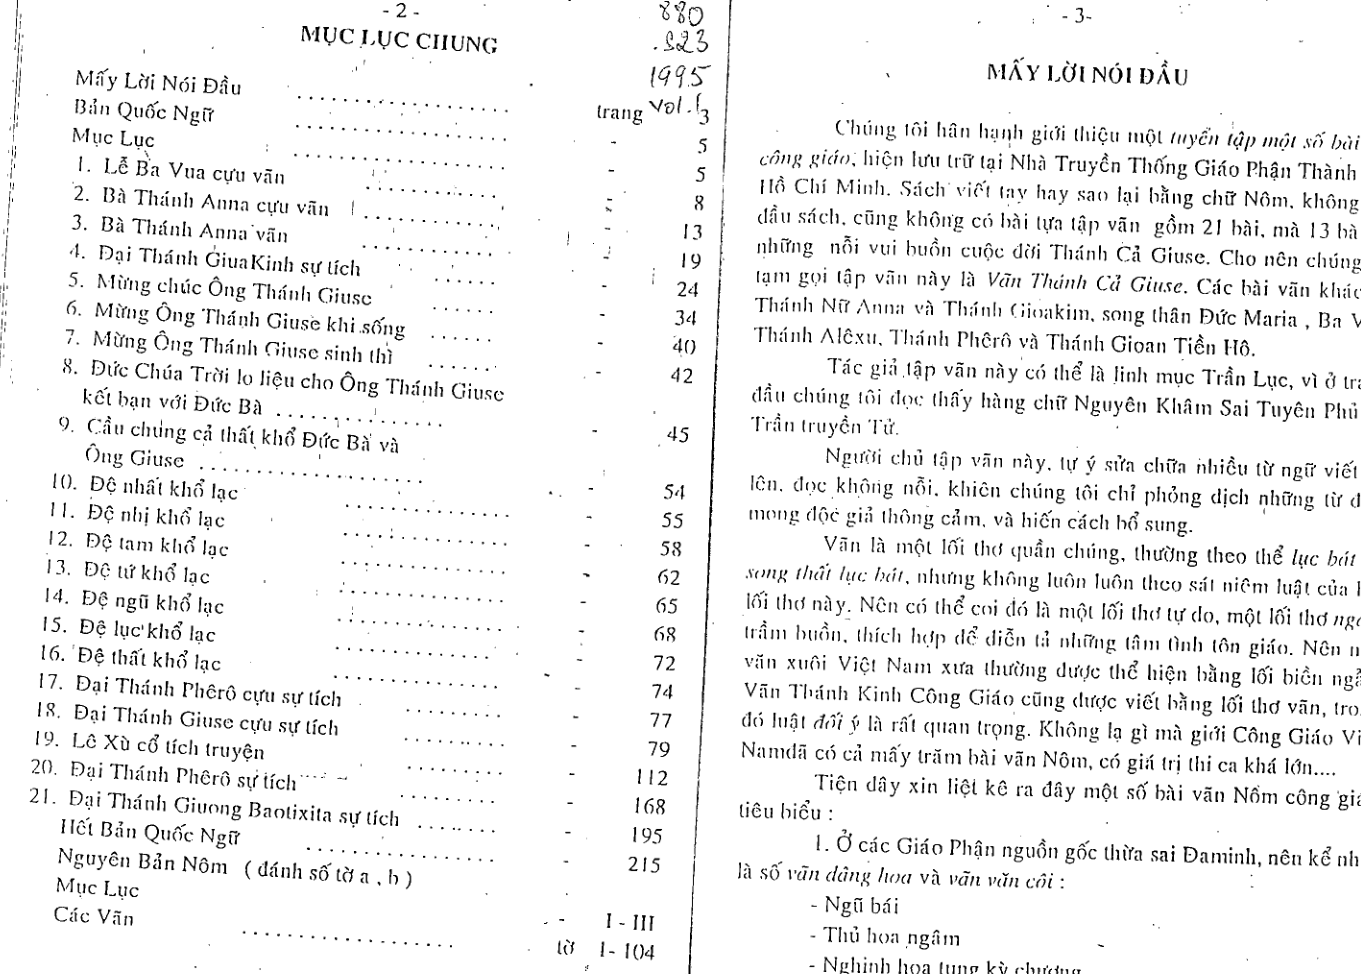 - 2 -
880
.S23
1995
Vol.1
MỤC LỤC CHUNG
Mấy Lời Nói Đầu .................... trang 3
Bản Quốc Ngữ .................... - 5
Mục Lục .................... - 5
1. Lễ Ba Vua cựu vãn ............ - 8
2. Bà Thánh Anna cựu vãn ............ - 13
3. Bà Thánh Anna vãn ............ - 19
4. Đại Thánh GiuaKinh sự tích ...... - 24
5. Mừng chúc Ông Thánh Giuse ...... - 34
6. Mừng Ông Thánh Giuse khi sống ...... - 40
7. Mừng Ông Thánh Giuse sinh thì ...... - 42
8. Đức Chúa Trời lo liệu cho Ông Thánh Giuse
kết bạn với Đức Bà ............ - 45
9. Cầu chung cả thất khổ Đức Bà và
Ông Giuse .................... - 54
10. Đệ nhất khổ lạc ............ - 55
11. Đệ nhị khổ lạc ............ - 58
12. Đệ tam khổ lạc ............ - 62
13. Đệ tứ khổ lạc ............ - 65
14. Đệ ngũ khổ lạc ............ - 68
15. Đệ lục khổ lạc ............ - 72
16. Đệ thất khổ lạc ............ - 74
17. Đại Thánh Phêrô cựu sự tích ........ - 77
18. Đại Thánh Giuse cựu sự tích ........ - 79
19. Lê Xù cổ tích truyện ........ - 112
20. Đại Thánh Phêrô sự tích ........ - 168
21. Đại Thánh Giuong Baotixita sự tích ........ - 195
Hết Bản Quốc Ngữ ............ - 215
Nguyên Bản Nôm ( đánh số tờ a , b )
Mục Lục - I - III
Các Vãn .................... tờ 1- 104
- 3-
MẤY LỜI NÓI ĐẦU
Chúng tôi hân hạnh giới thiệu một tuyển tập một số bài
công giáo, hiện lưu trữ tại Nhà Truyền Thống Giáo Phận Thành
Hồ Chí Minh. Sách viết tay hay sao lại bằng chữ Nôm, không
đầu sách, cũng không có bài tựa tập vãn gồm 21 bài, mà 13 bà
những nỗi vui buồn cuộc đời Thánh Cả Giuse. Cho nên chúng
tạm gọi tập vãn này là Vãn Thánh Cả Giuse. Các bài vãn khác
Thánh Nữ Anna và Thánh Gioakim, song thân Đức Maria , Ba V
Thánh Alêxu, Thánh Phêrô và Thánh Gioan Tiền Hô.
Tác giả tập vãn này có thể là linh mục Trần Lục, vì ở tra
đầu chúng tôi đọc thấy hàng chữ Nguyên Khâm Sai Tuyên Phủ
Trần truyền Tử.
Người chủ tập vãn này, tự ý sửa chữa nhiều từ ngữ viết
lên, đọc không nỗi, khiên chúng tôi chỉ phỏng dịch những từ đ
mong độc giả thông cảm, và hiến cách bổ sung.
Vãn là một lối thơ quần chúng, thường theo thể lục bát
song thất lục bát, nhưng không luôn luôn theo sát niêm luật của
lối thơ này. Nên có thể coi đó là một lối thơ tự do, một lối thơ ngâ
trầm buồn, thích hợp để diễn tả những tâm tình tôn giáo. Nên n
văn xuôi Việt Nam xưa thường được thể hiện bằng lối biền ngẫ
Văn Thánh Kinh Công Giáo cũng được viết bằng lối thơ vãn, tro
đó luật đối ý là rất quan trọng. Không lạ gì mà giới Công Giáo Vi
Namđã có cả mấy trăm bài vãn Nôm, có giá trị thi ca khá lớn....
Tiện đây xin liệt kê ra đây một số bài vãn Nôm công giá
tiêu biểu :
1. Ở các Giáo Phận nguồn gốc thừa sai Đaminh, nên kể nh
là số vãn dâng hoa và vãn văn côi :
- Ngũ bái
- Thủ hoa ngâm
- Nghinh hoa tụng kỳ chương